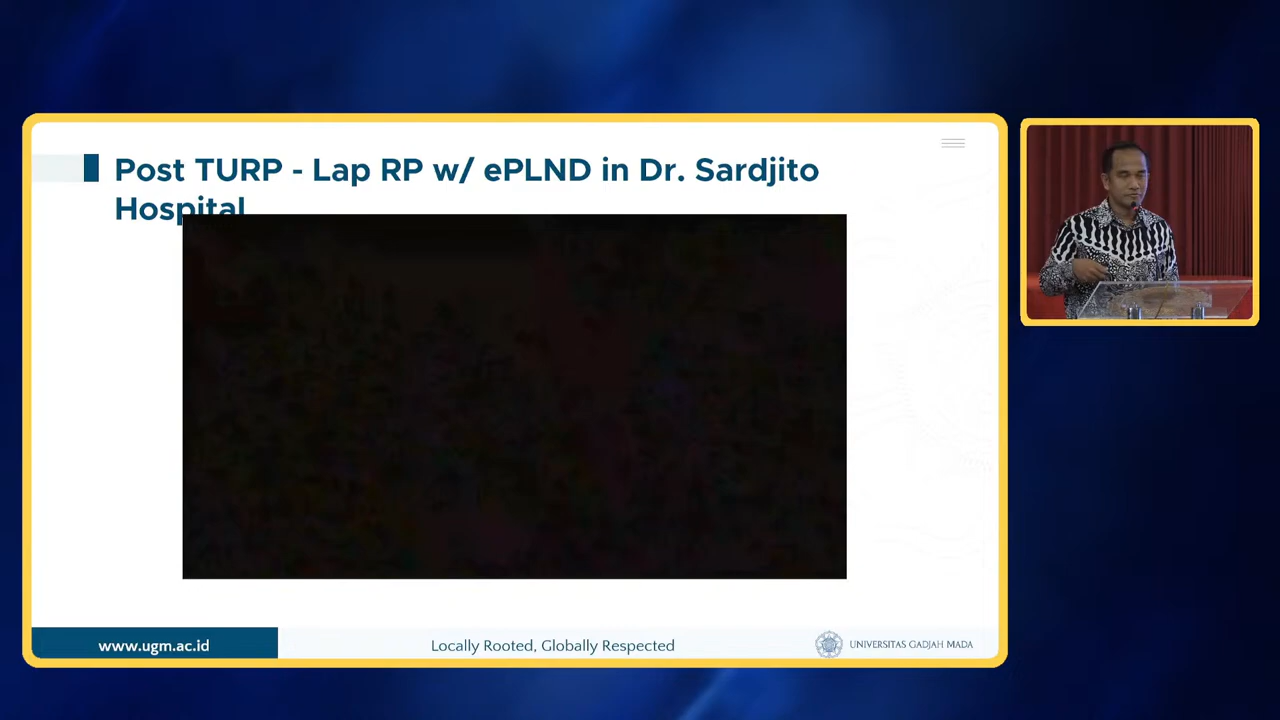 Post TURP - Lap RP w/ ePLND in Dr. Sardjito
Hospital
www.ugm.ac.id
Locally Rooted, Globally Respected
UNIVERSITAS GADJAH MADA